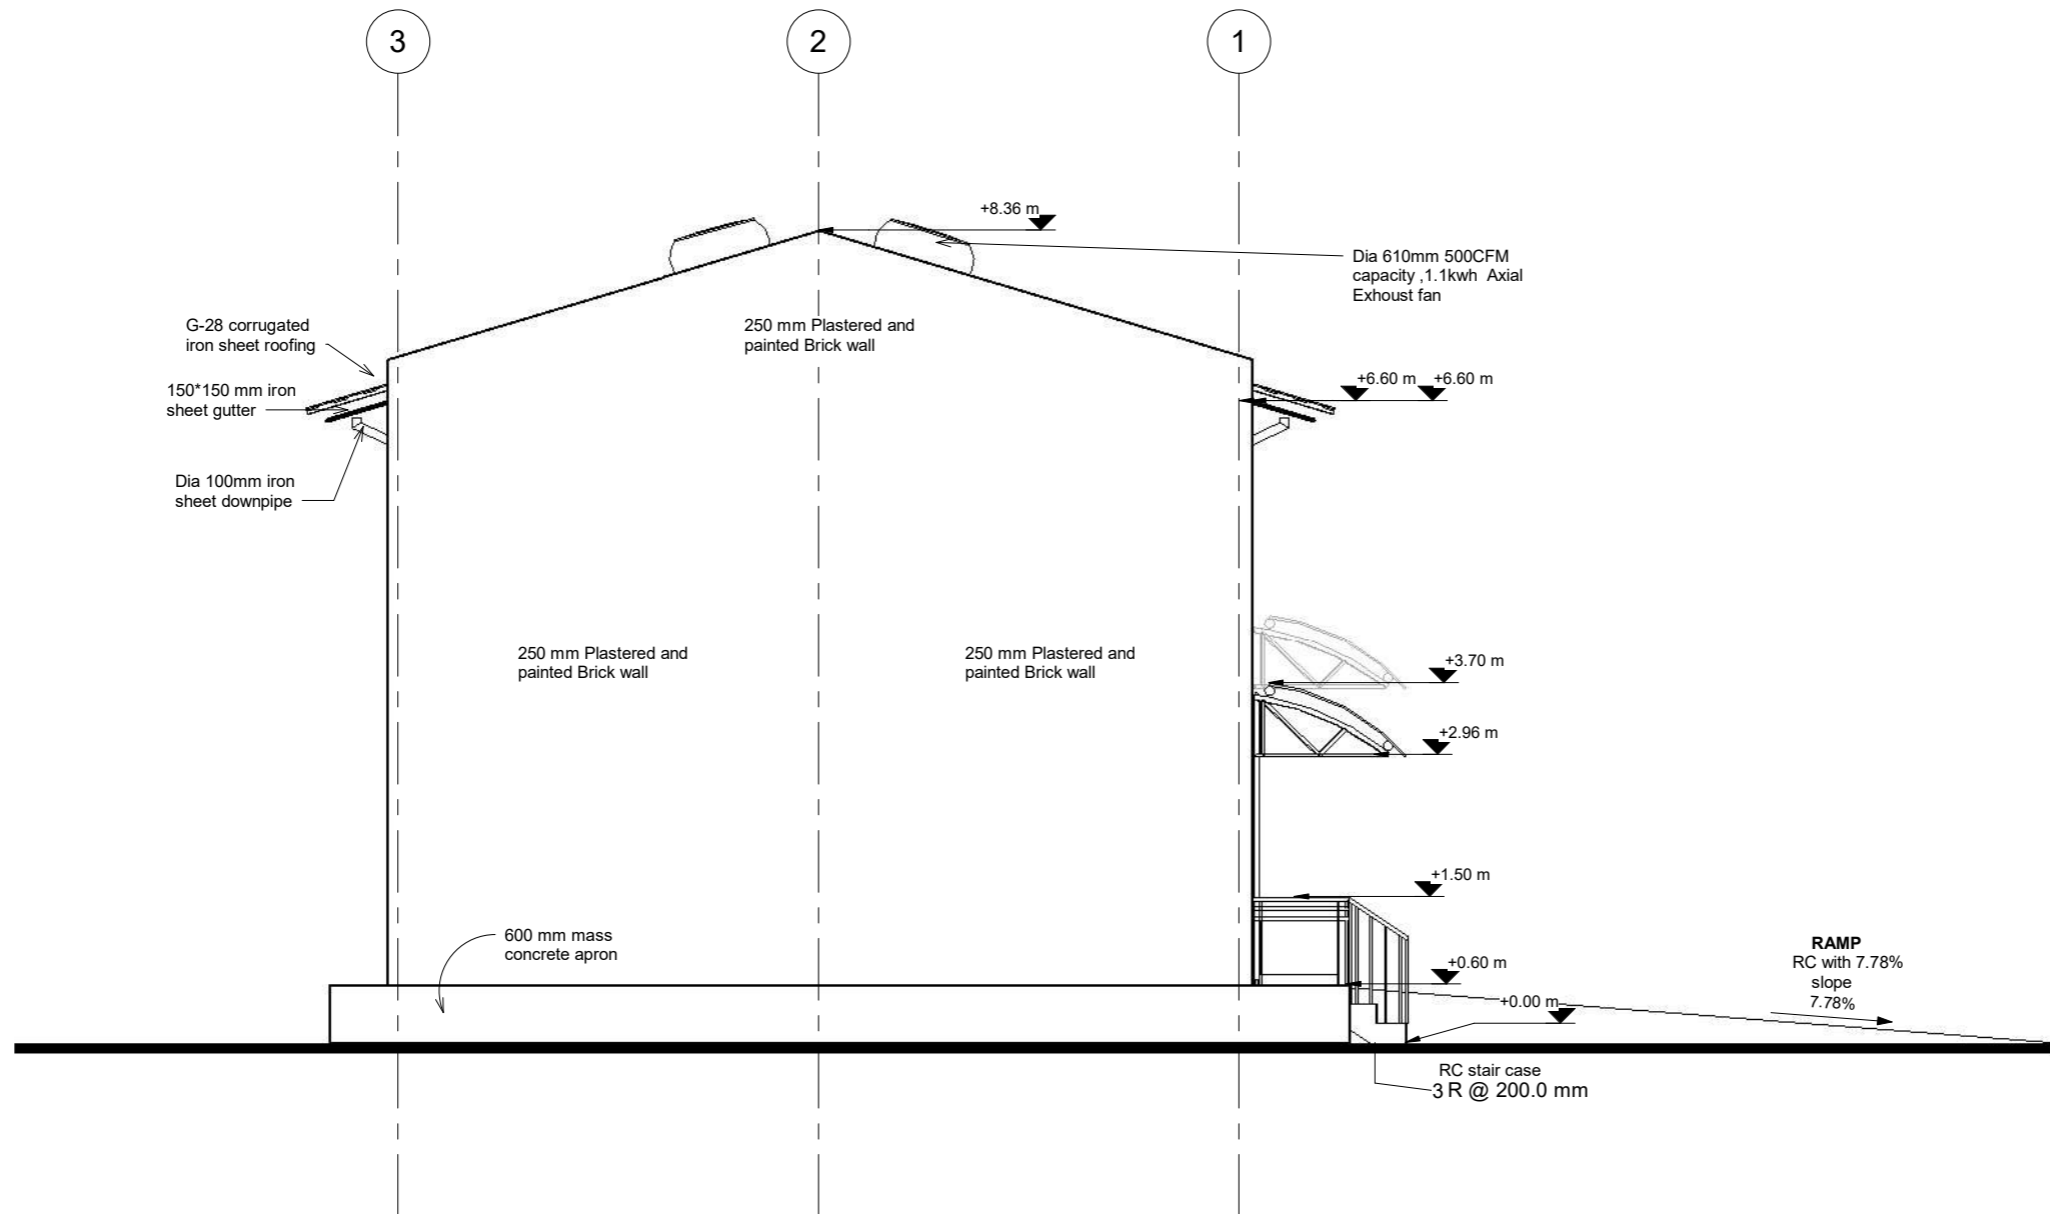 3
2
1
+8.36 m
Dia 610mm 500CFM
capacity ,1.1kwh Axial
Exhoust fan
G-28 corrugated
iron sheet roofing
250 mm Plastered and
painted Brick wall
150*150 mm iron
sheet gutter
+6.60 m
+6.60 m
Dia 100mm iron
sheet downpipe
250 mm Plastered and
painted Brick wall
250 mm Plastered and
painted Brick wall
+3.70 m
+2.96 m
+1.50 m
600 mm mass
concrete apron
+0.60 m
+0.00 m
RAMP
RC with 7.78%
slope
7.78%
RC stair case
3 R @ 200.0 mm